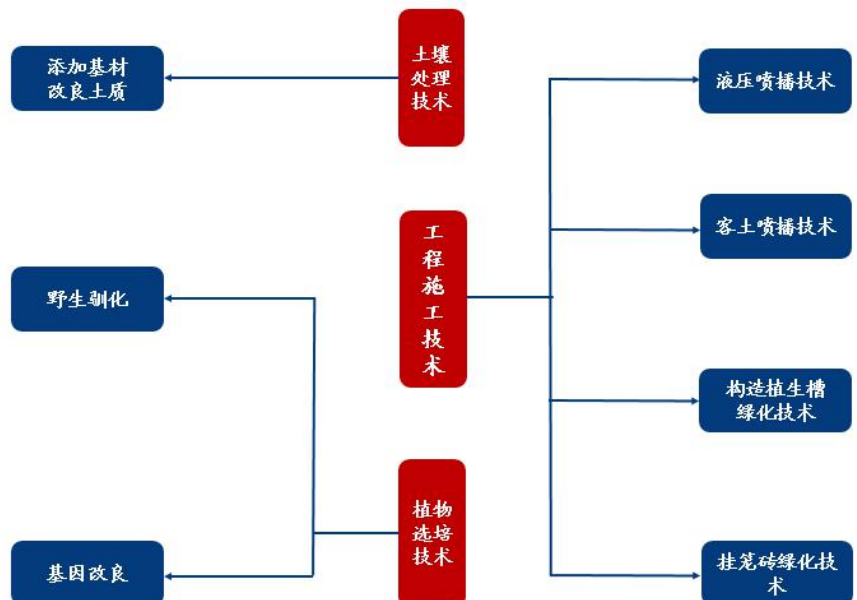 添加基材
改良土质
土壤
处理
技术
液压喷播技术
客土喷播技术
工
程
施
工
技
术
野生驯化
构造植生槽
绿化技术
植物
选培
技术
基因改良
挂笼砖绿化技
术